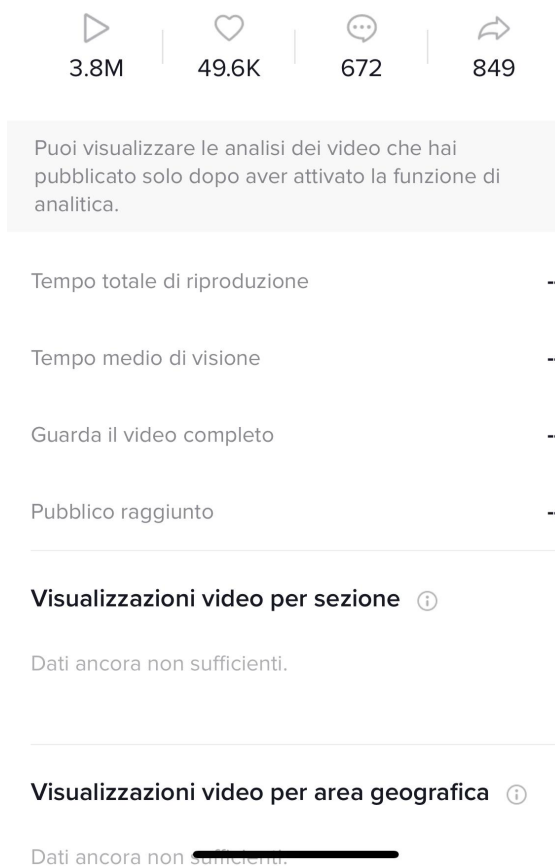 3.8M 49.6K 672 849
Puoi visualizzare le analisi dei video che hai
pubblicato solo dopo aver attivato la funzione di
analitica.
Tempo totale di riproduzione --
Tempo medio di visione --
Guarda il video completo --
Pubblico raggiunto --
Visualizzazioni video per sezione
Dati ancora non sufficienti.
Visualizzazioni video per area geografica
Dati ancora non sufficienti.